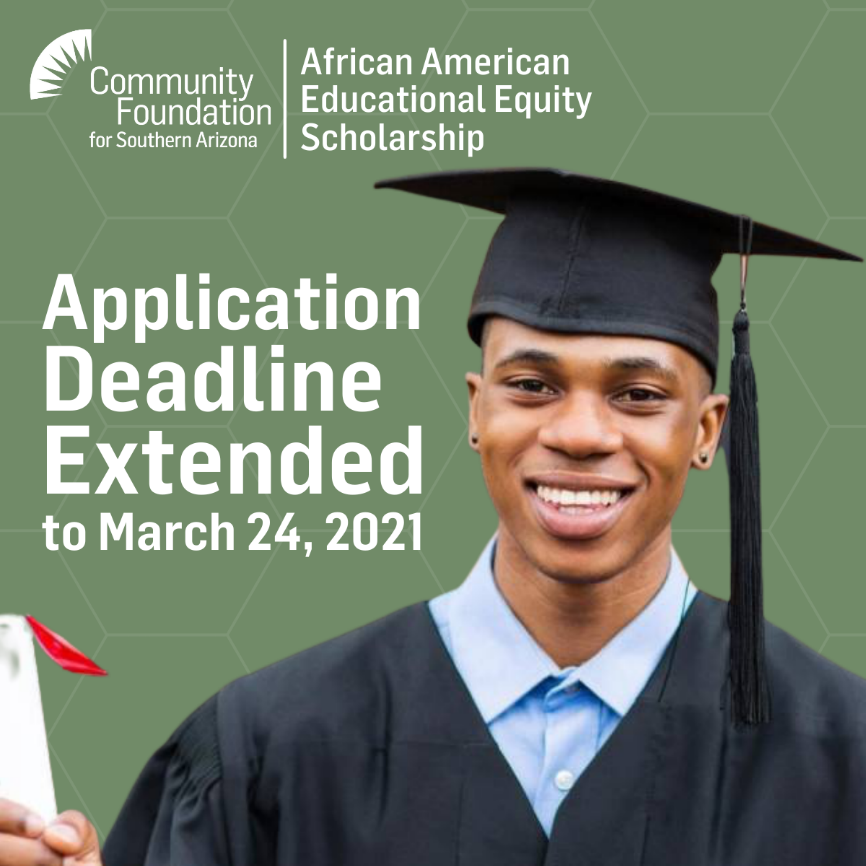 Community
Foundation
for Southern Arizona
African American
Educational Equity
Scholarship
Application
Deadline
Extended
to March 24, 2021